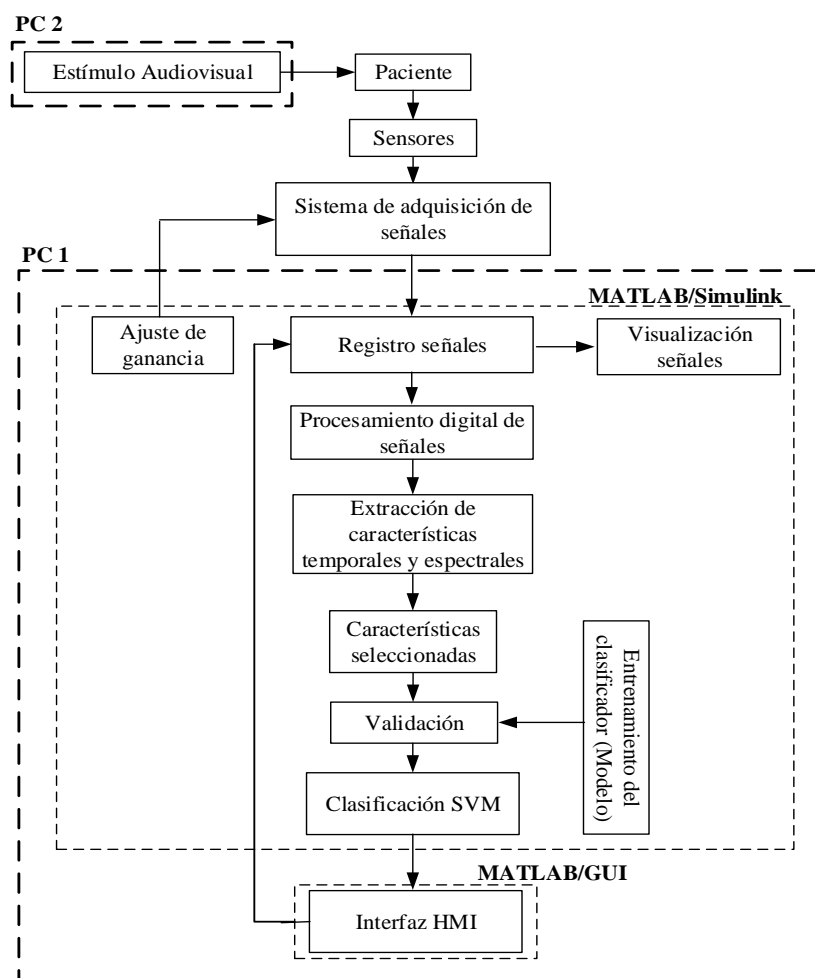 PC 2
Estímulo Audiovisual
Paciente
Sensores
Sistema de adquisición de
señales
PC 1
MATLAB/Simulink
Ajuste de
ganancia
Registro señales
Visualización
señales
Procesamiento digital de
señales
Extracción de
características
temporales y espectrales
Características
seleccionadas
Entrenamiento del
clasificador (Modelo)
Validación
Clasificación SVM
MATLAB/GUI
Interfaz HMI